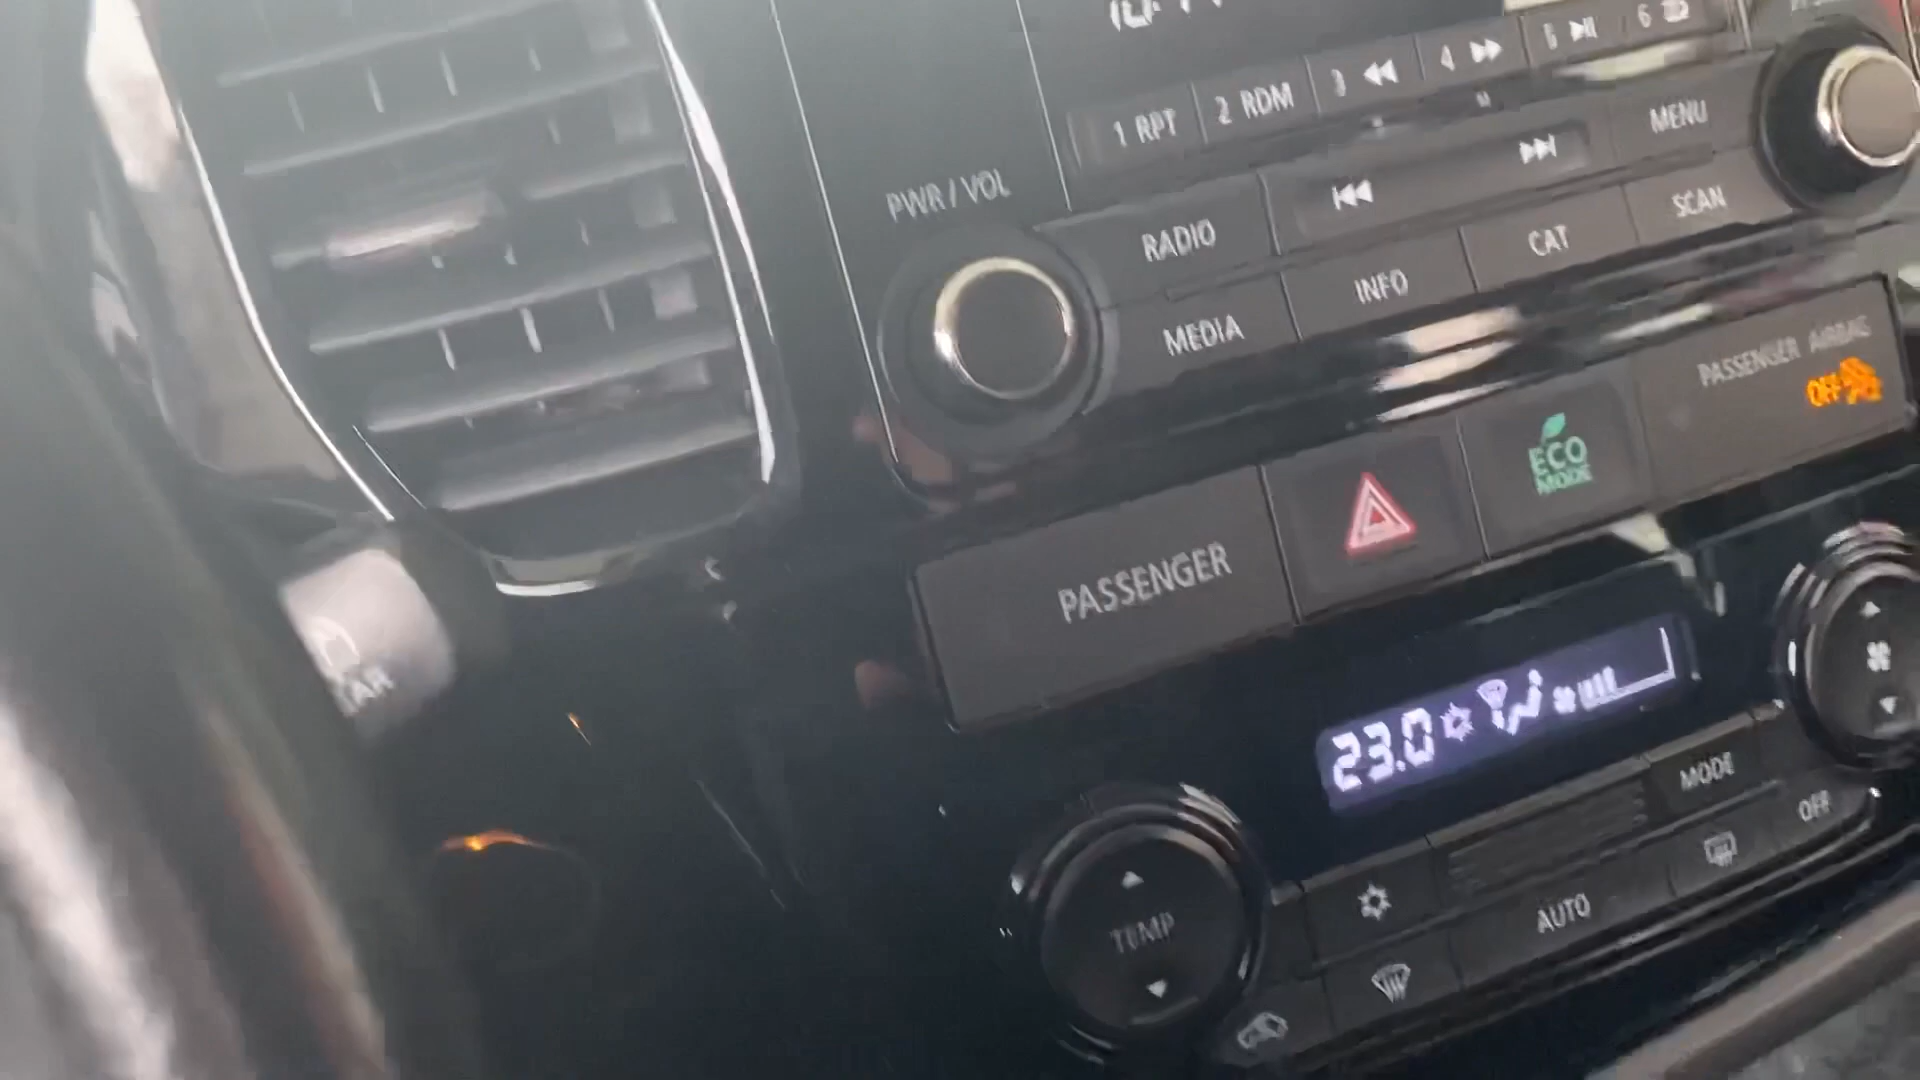 1 RPT
2 RDM
3
4
6
MENU
PWR / VOL
RADIO
SCAN
CAT
INFO
MEDIA
PASSENGER AIRBAG
OFF
ECO
MODE
PASSENGER
23.0
MODE
OFF
AUTO
TEMP